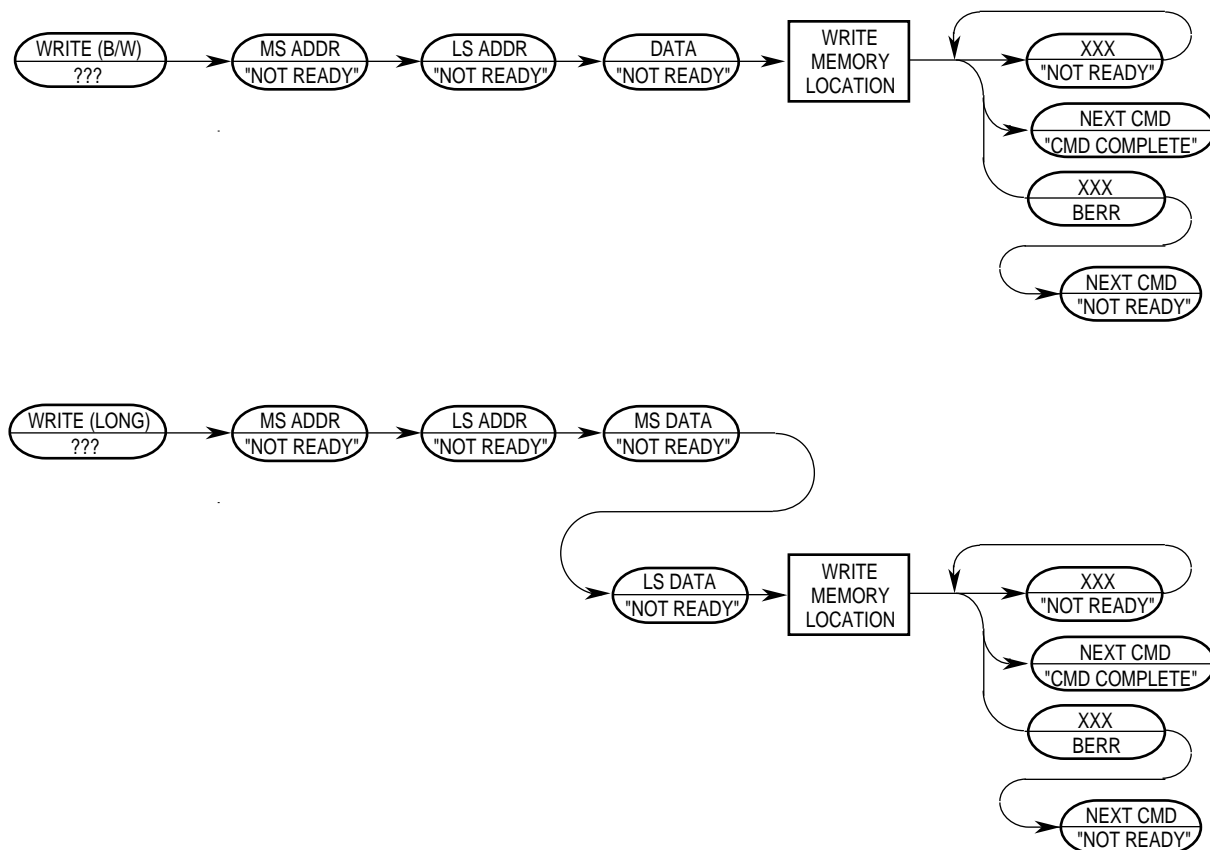 WRITE (B/W)
???
MS ADDR
"NOT READY"
LS ADDR
"NOT READY"
DATA
"NOT READY"
WRITE
MEMORY
LOCATION
XXX
"NOT READY"
NEXT CMD
"CMD COMPLETE"
XXX
BERR
NEXT CMD
"NOT READY"
WRITE (LONG)
???
MS ADDR
"NOT READY"
LS ADDR
"NOT READY"
MS DATA
"NOT READY"
LS DATA
"NOT READY"
WRITE
MEMORY
LOCATION
XXX
"NOT READY"
NEXT CMD
"CMD COMPLETE"
XXX
BERR
NEXT CMD
"NOT READY"